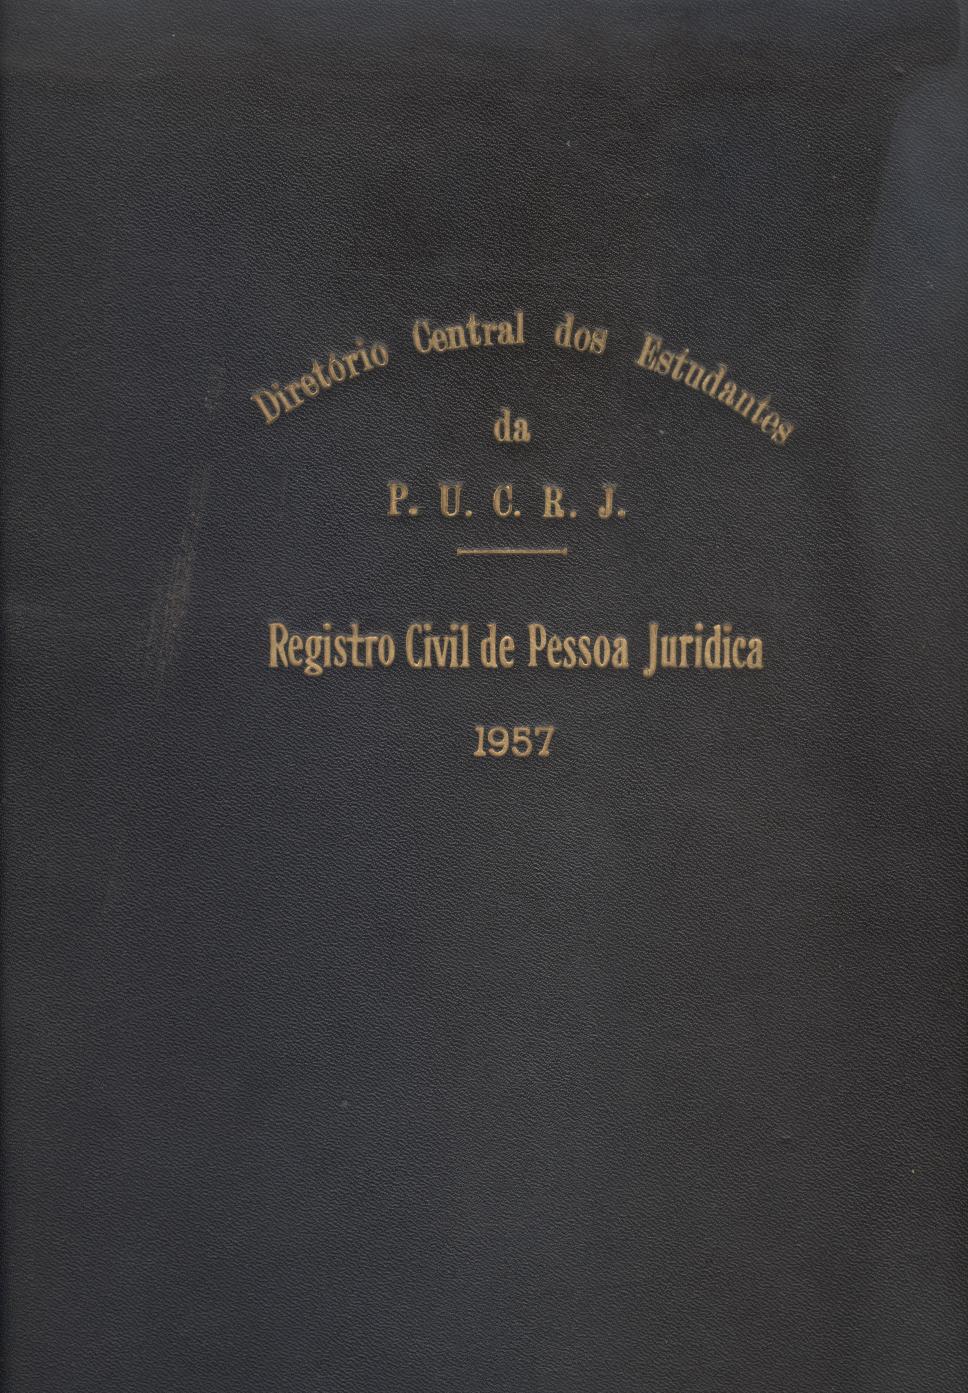 Diretório Central dos Estudantes
da
P. U. C. R. J.
Registro Civil de Pessoa Juridica
1957